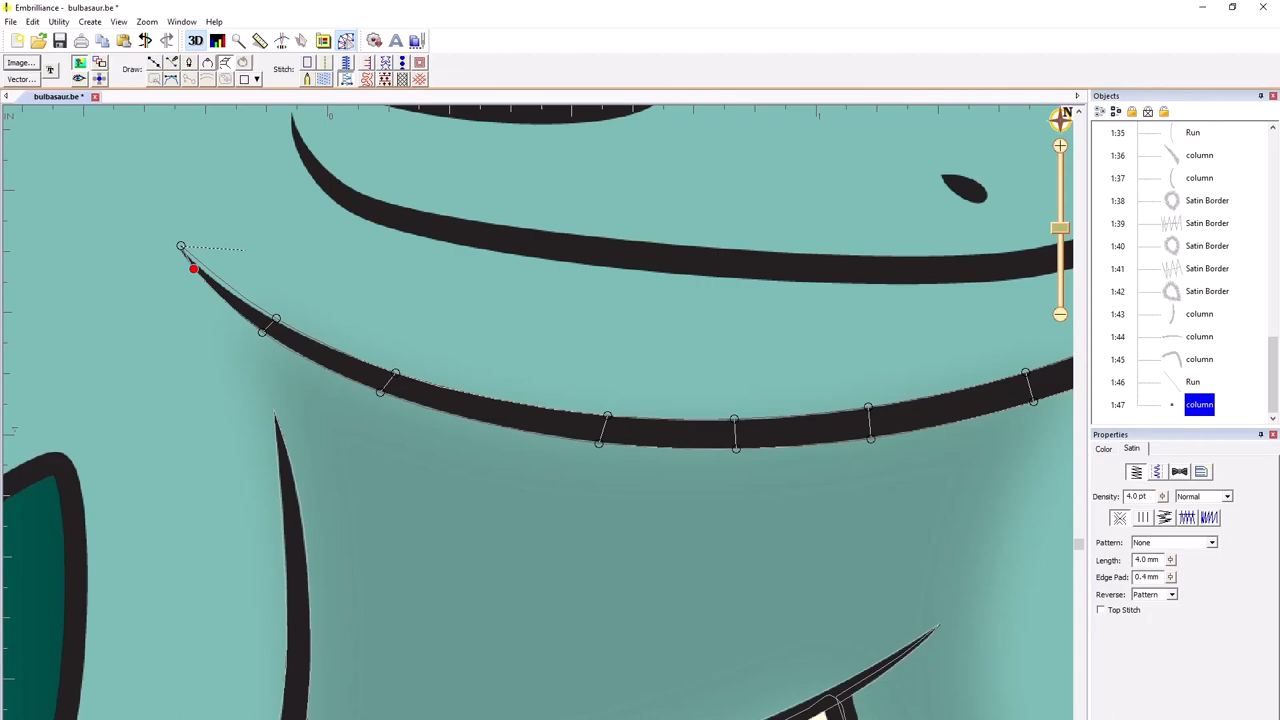 Embrilliance - bulbasaur.be *
File Edit Utility Create View Zoom Window Help
3D A
Image... T Draw: Stitch:
Vector...
bulbasaur.be *
IN 0 1
N
Objects
1:35 Run
1:36 column
1:37 column
1:38 Satin Border
1:39 Satin Border
1:40 Satin Border
1:41 Satin Border
1:42 Satin Border
1:43 column
1:44 column
1:45 column
1:46 Run
1:47 column
Properties
Color Satin
Density: 4.0 pt Normal
Pattern: None
Length: 4.0 mm
Edge Pad: 0.4 mm
Reverse: Pattern
Top Stitch